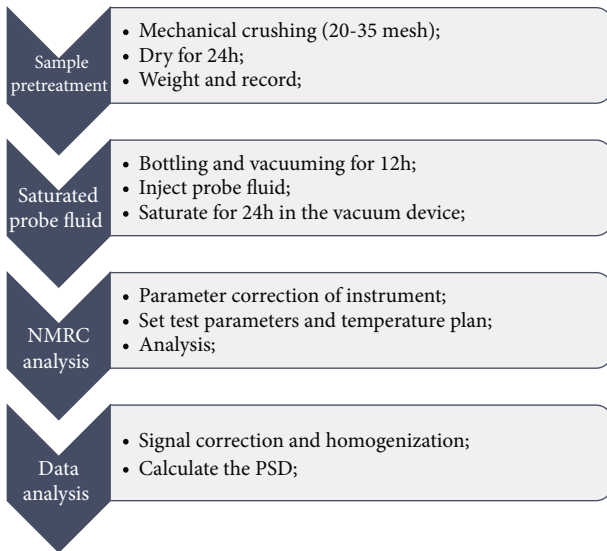 Sample
pretreatment
• Mechanical crushing (20-35 mesh);
• Dry for 24h;
• Weight and record;
Saturated
probe fluid
• Bottling and vacuuming for 12h;
• Inject probe fluid;
• Saturate for 24h in the vacuum device;
NMRC
analysis
• Parameter correction of instrument;
• Set test parameters and temperature plan;
• Analysis;
Data
analysis
• Signal correction and homogenization;
• Calculate the PSD;